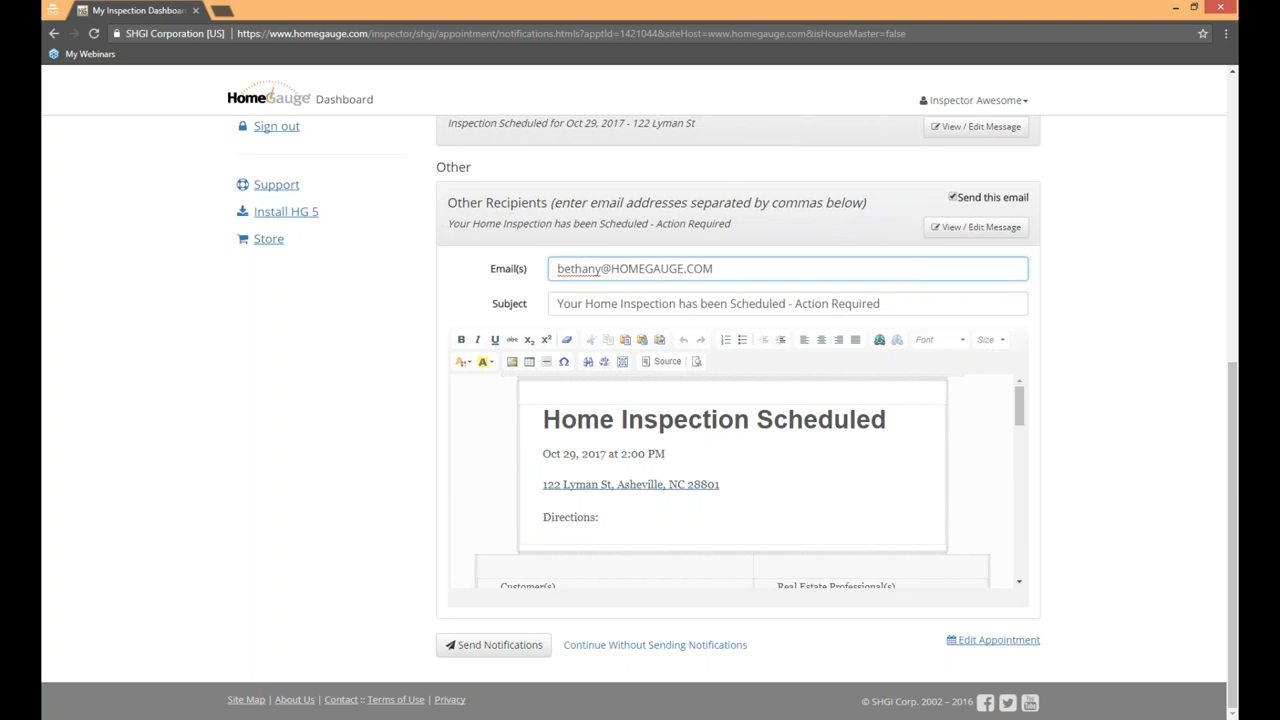 My Inspection Dashboa
SHGI Corporation [US] | https://www.homegauge.com/inspector/shgi/appointment/notifications.htmls?apptId=1421044&siteHost=www.homegauge.com&isHouseMaster=false
My Webinars
HomeGauge Dashboard
Inspector Awesome
Sign out
Inspection Scheduled for Oct 29, 2017 - 122 Lyman St
View / Edit Message
Other
Support
Install HG 5
Store
Other Recipients (enter email addresses separated by commas below)
Send this email
Your Home Inspection has been Scheduled - Action Required
View / Edit Message
Email(s) bethany@HOMEGAUGE.COM
Subject Your Home Inspection has been Scheduled - Action Required
B I U abc x₂ x² Font Size
A A Ω Source
Home Inspection Scheduled
Oct 29, 2017 at 2:00 PM
122 Lyman St, Asheville, NC 28801
Directions:
Customer(s) Real Estate Professional(s)
Send Notifications Continue Without Sending Notifications Edit Appointment
Site Map | About Us | Contact :: Terms of Use | Privacy
© SHGI Corp. 2002 – 2016